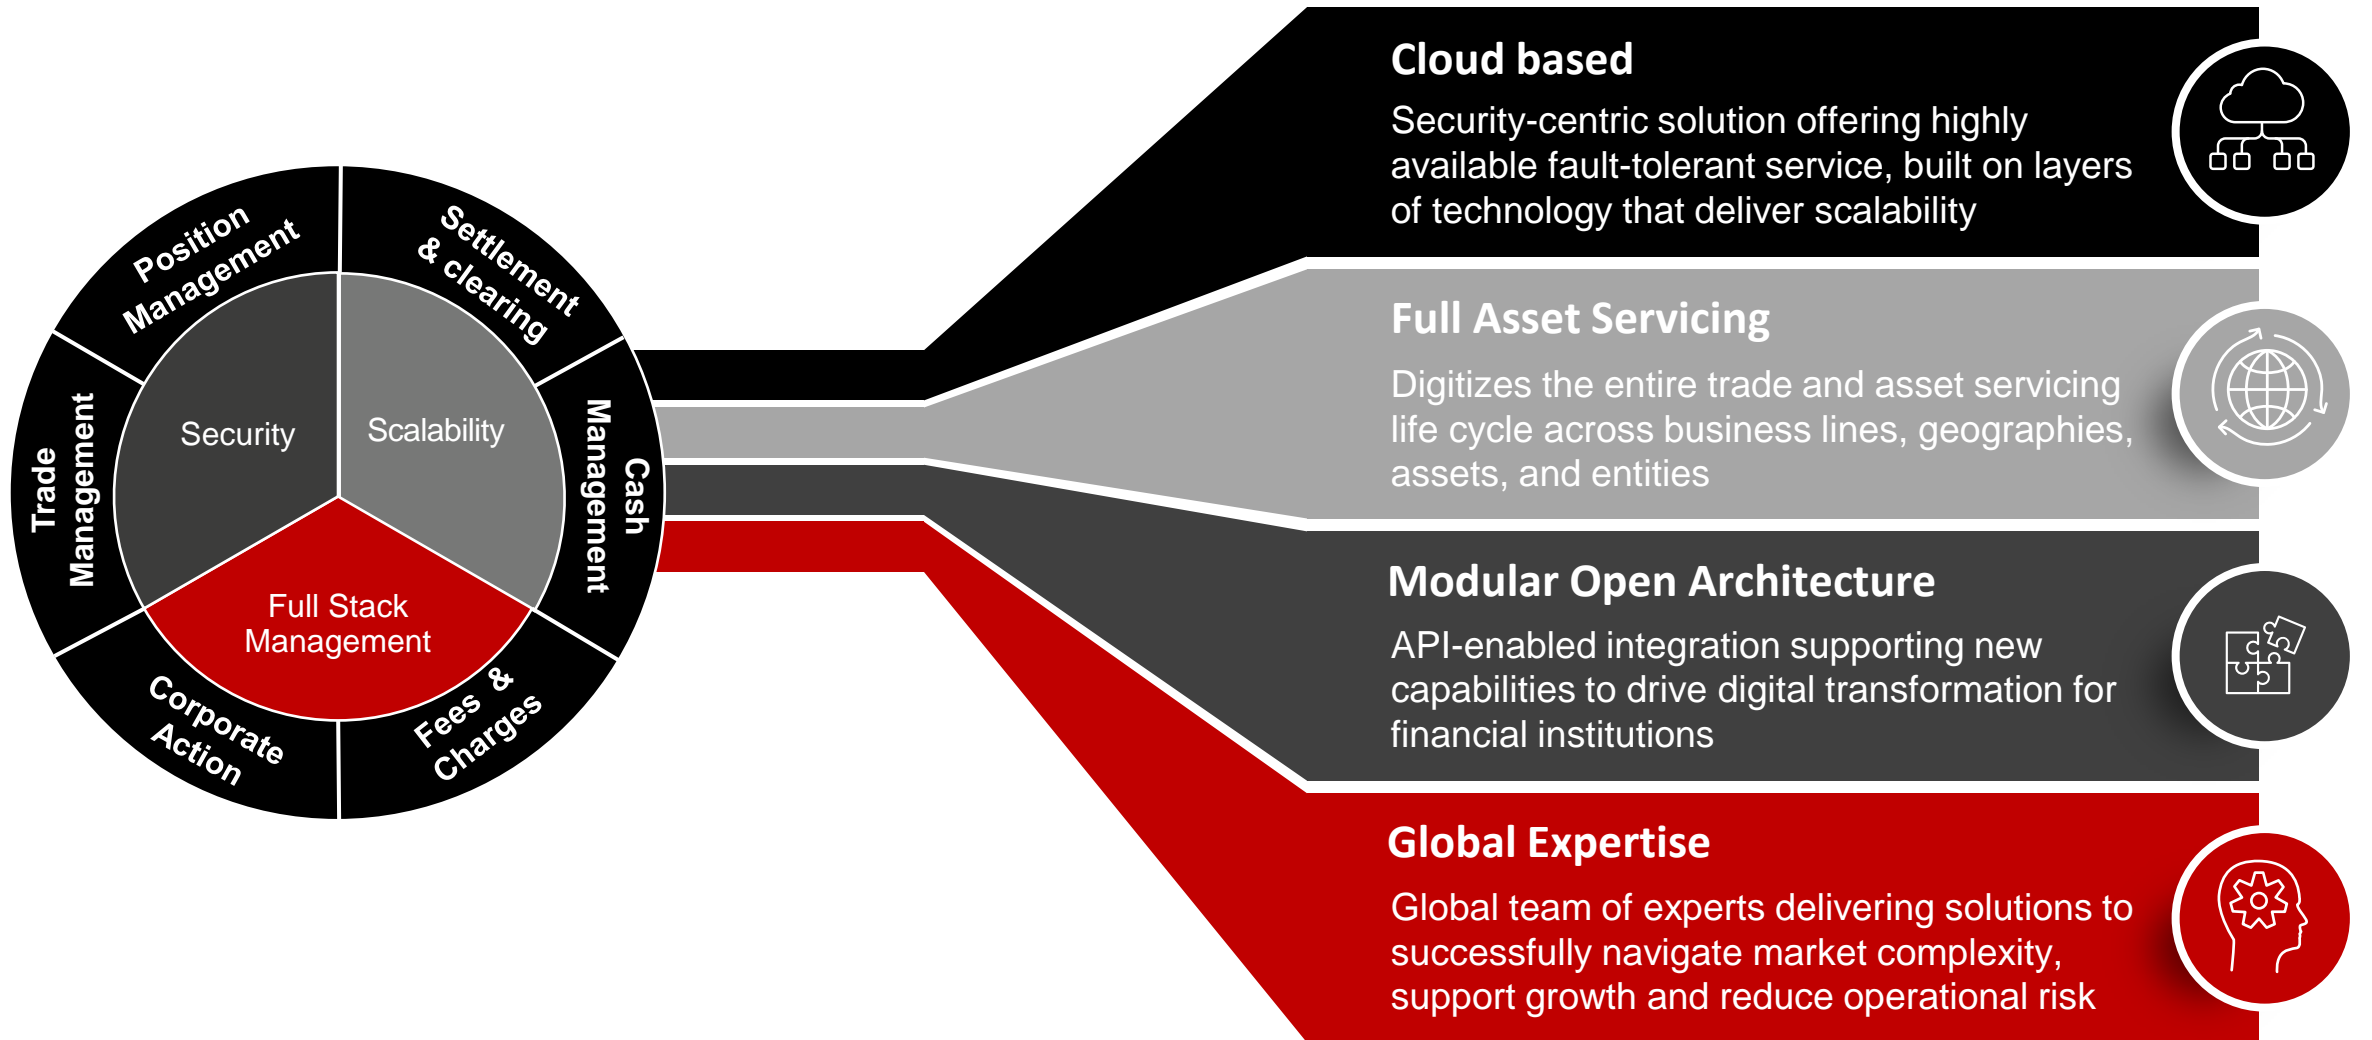 Position
Management
Settlement
& clearing
Trade
Management
Cash
Management
Corporate
Action
Fees &
Charges
Security
Scalability
Full Stack
Management
Cloud based
Security-centric solution offering highly
available fault-tolerant service, built on layers
of technology that deliver scalability
Full Asset Servicing
Digitizes the entire trade and asset servicing
life cycle across business lines, geographies,
assets, and entities
Modular Open Architecture
API-enabled integration supporting new
capabilities to drive digital transformation for
financial institutions
Global Expertise
Global team of experts delivering solutions to
successfully navigate market complexity,
support growth and reduce operational risk